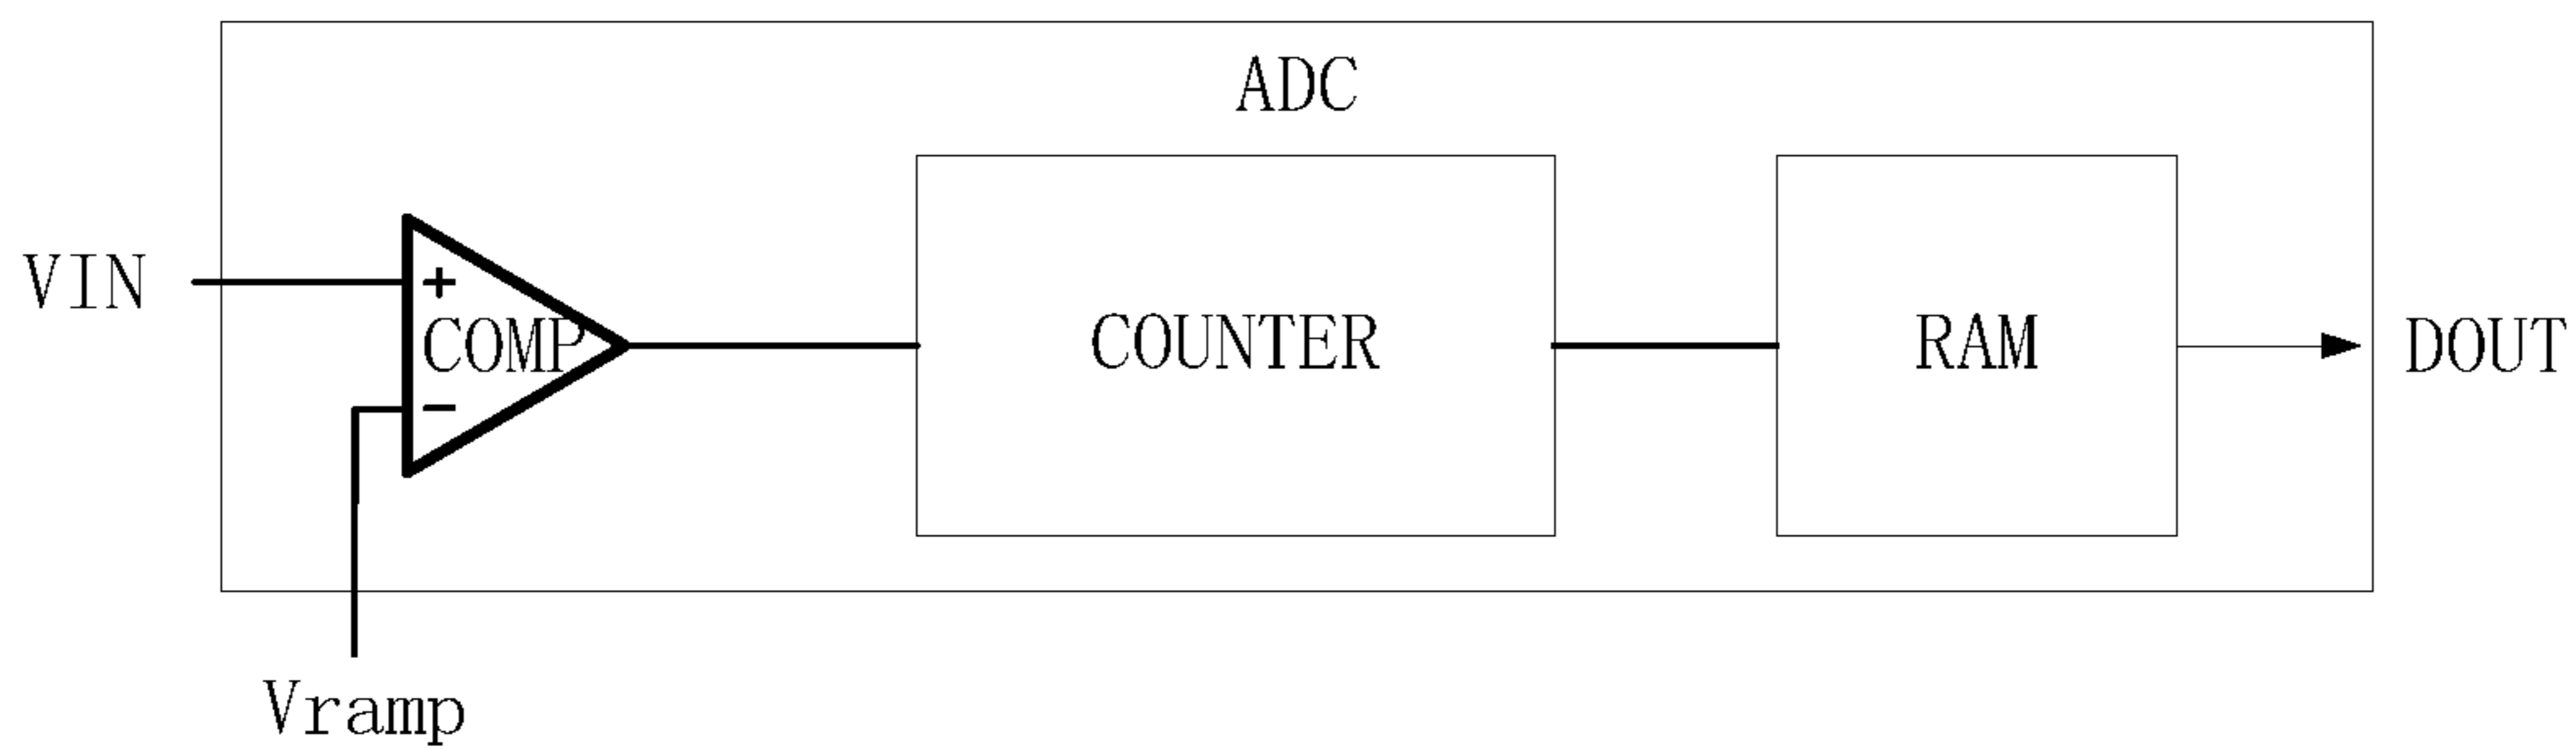 ADC
VIN
+
COMP
COUNTER
RAM
DOUT
−
Vramp